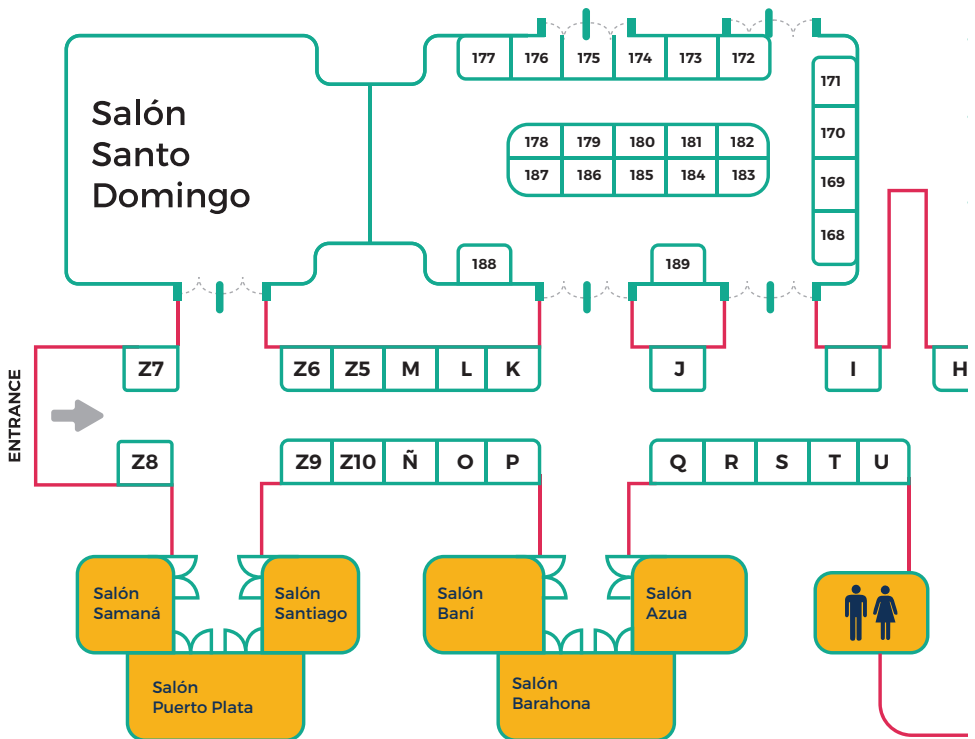 177 176 175 174 173 172
171
Salón
Santo
Domingo
178 179 180 181 182
170
187 186 185 184 183
169
168
188 189
Z7 Z6 Z5 M L K J I H
ENTRANCE
Z8 Z9 Z10 Ñ O P Q R S T U
Salón
Samaná
Salón
Santiago
Salón
Baní
Salón
Azua
Salón
Puerto Plata
Salón
Barahona